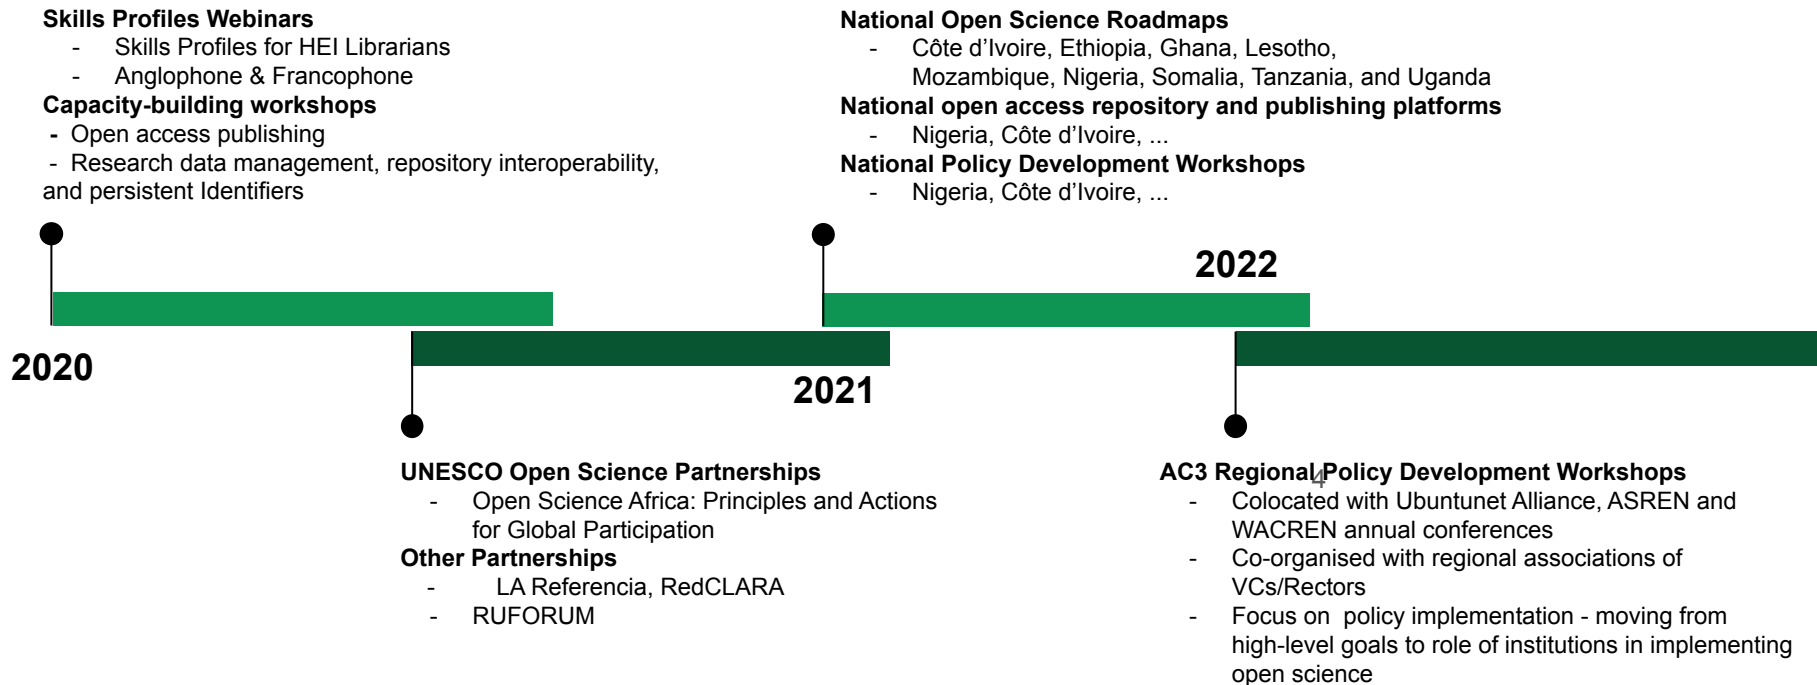 Skills Profiles Webinars
- Skills Profiles for HEI Librarians
- Anglophone & Francophone
Capacity-building workshops
- Open access publishing
- Research data management, repository interoperability,
and persistent Identifiers
National Open Science Roadmaps
- Côte d'Ivoire, Ethiopia, Ghana, Lesotho,
Mozambique, Nigeria, Somalia, Tanzania, and Uganda
National open access repository and publishing platforms
- Nigeria, Côte d'Ivoire, ...
National Policy Development Workshops
- Nigeria, Côte d'Ivoire, ...
2022
2020
2021
UNESCO Open Science Partnerships
- Open Science Africa: Principles and Actions
for Global Participation
Other Partnerships
- LA Referencia, RedCLARA
- RUFORUM
AC3 Regional Policy Development Workshops
4
- Colocated with Ubuntunet Alliance, ASREN and
WACREN annual conferences
- Co-organised with regional associations of
VCs/Rectors
- Focus on policy implementation - moving from
high-level goals to role of institutions in implementing
open science